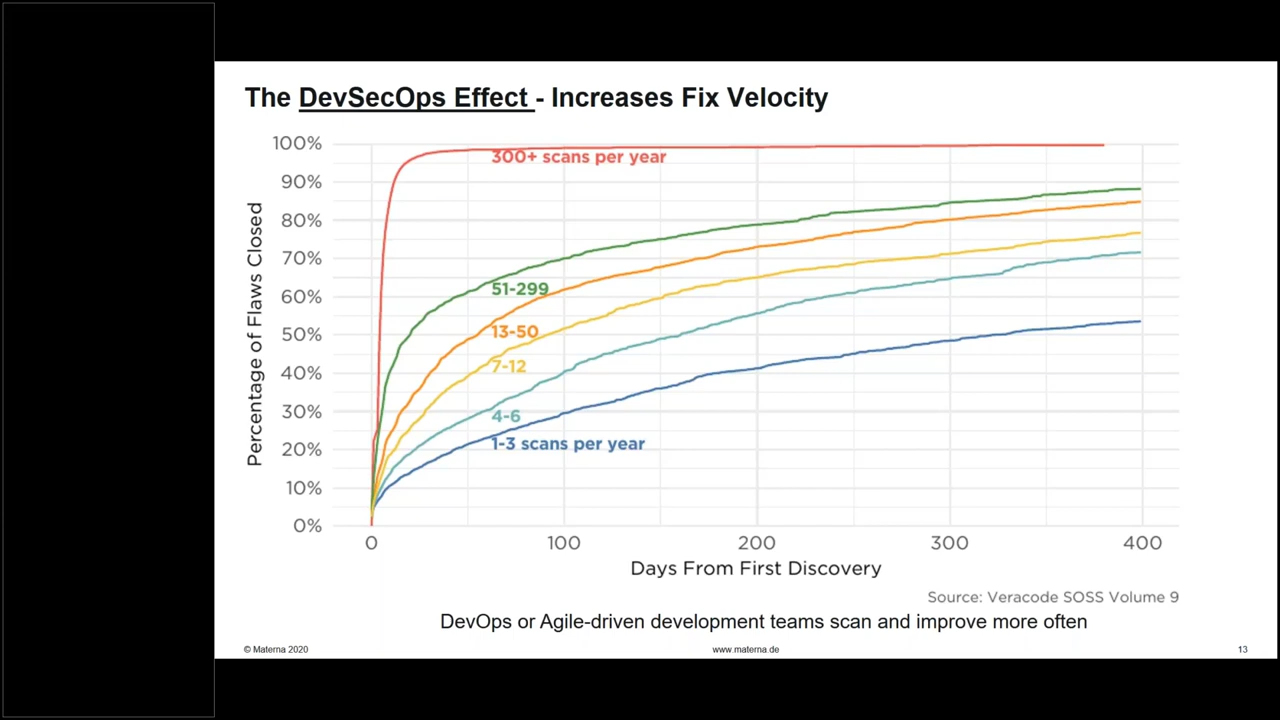 The DevSecOps Effect - Increases Fix Velocity
100%
90%
80%
70%
60%
50%
40%
30%
20%
10%
0%
Percentage of Flaws Closed
300+ scans per year
51-299
13-50
7-12
4-6
1-3 scans per year
0 100 200 300 400
Days From First Discovery
Source: Veracode SOSS Volume 9
DevOps or Agile-driven development teams scan and improve more often
© Materna 2020 www.materna.de 13